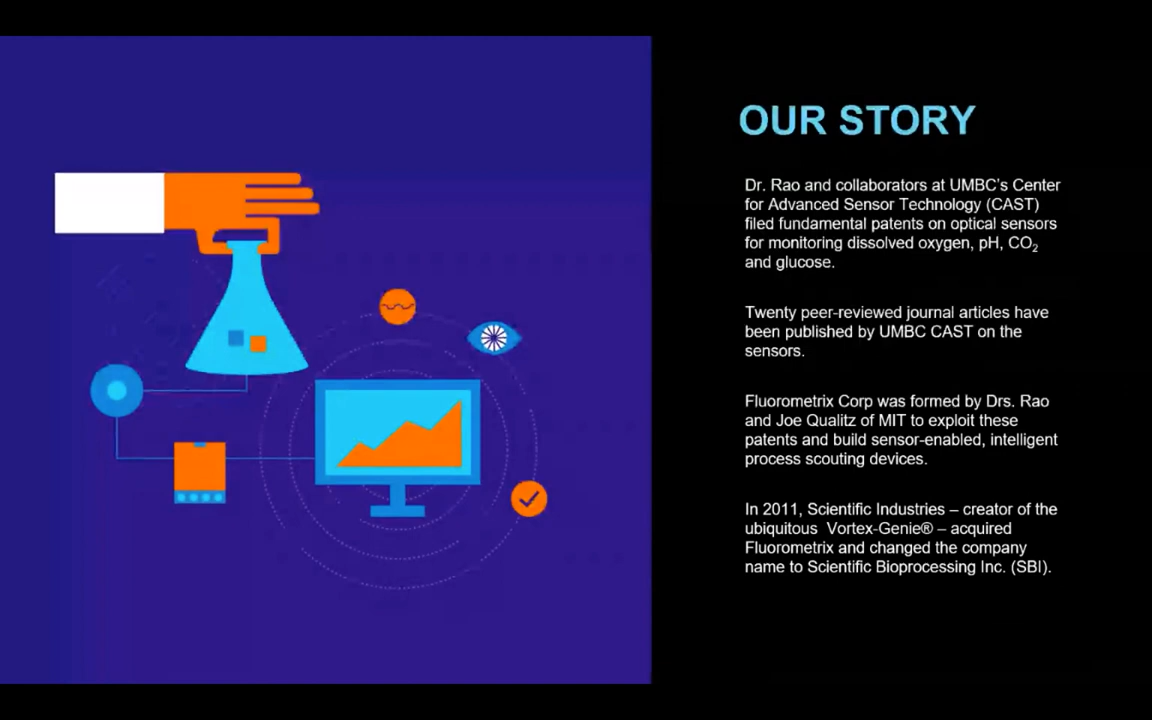 OUR STORY
Dr. Rao and collaborators at UMBC's Center
for Advanced Sensor Technology (CAST)
filed fundamental patents on optical sensors
for monitoring dissolved oxygen, pH, CO₂
and glucose.
Twenty peer-reviewed journal articles have
been published by UMBC CAST on the
sensors.
Fluorometrix Corp was formed by Drs. Rao
and Joe Qualitz of MIT to exploit these
patents and build sensor-enabled, intelligent
process scouting devices.
In 2011, Scientific Industries – creator of the
ubiquitous  Vortex-Genie® – acquired
Fluorometrix and changed the company
name to Scientific Bioprocessing Inc. (SBI).